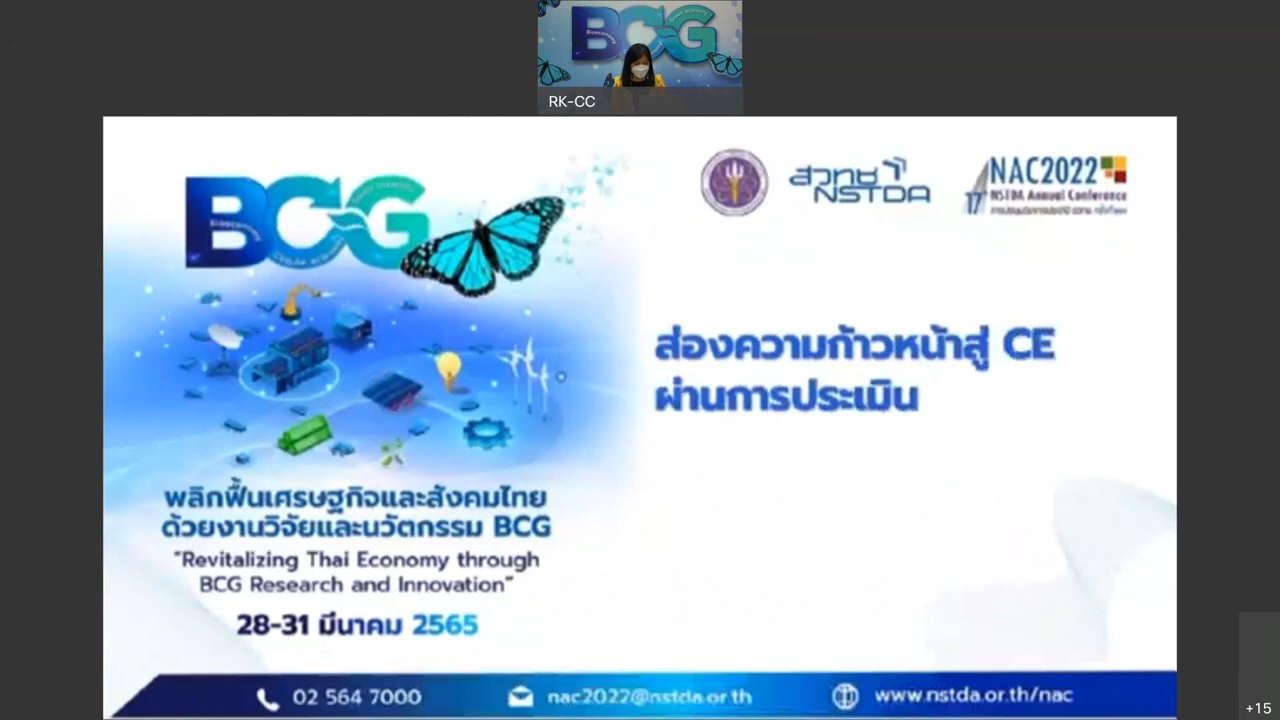 RK-CC
BCG
สวทช
NSTDA
NAC2022
17
NSTDA Annual Conference
ส่องความก้าวหน้าสู่ CE
ผ่านการประเมิน
พลิกฟื้นเศรษฐกิจและสังคมไทย
ด้วยงานวิจัยและนวัตกรรม BCG
"Revitalizing Thai Economy through
BCG Research and Innovation"
28-31 มีนาคม 2565
02 564 7000
nac2022@nstda.or.th
www.nstda.or.th/nac
+15